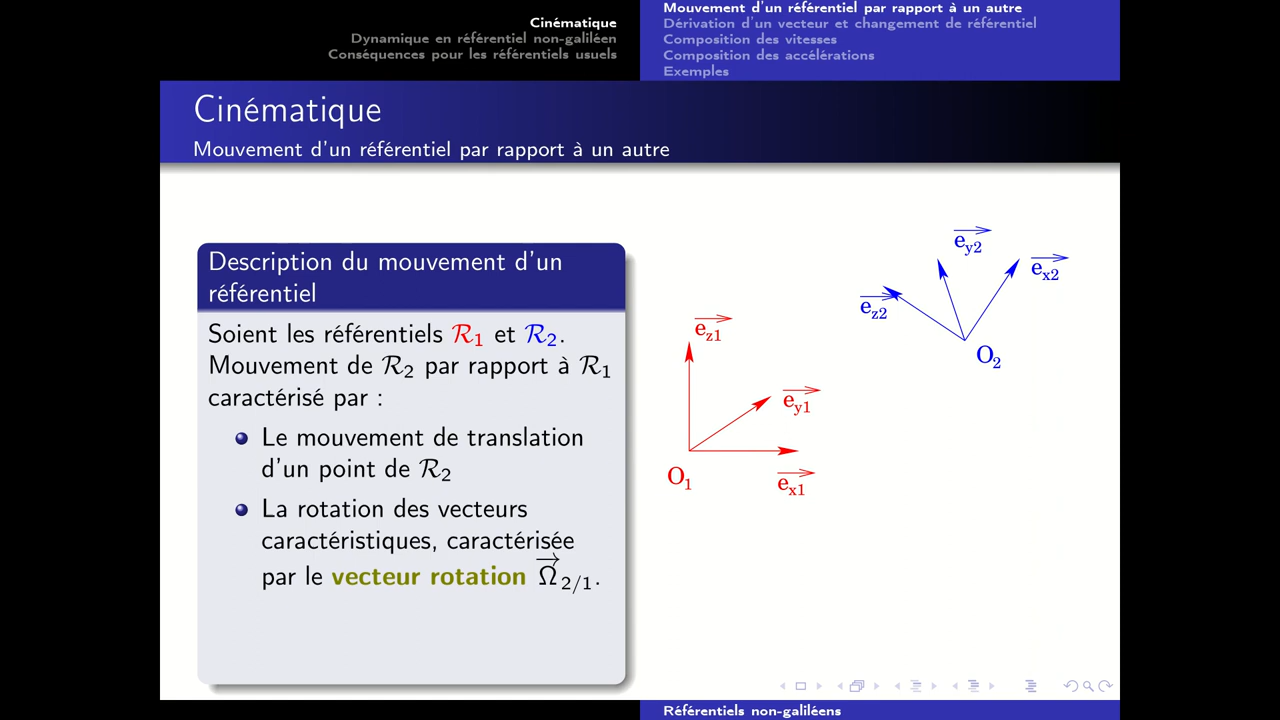 Cinématique
Dynamique en référentiel non-galiléen
Conséquences pour les référentiels usuels
Mouvement d'un référentiel par rapport à un autre
Dérivation d'un vecteur et changement de référentiel
Composition des vitesses
Composition des accélérations
Exemples
Cinématique
Mouvement d'un référentiel par rapport à un autre
Description du mouvement d'un
référentiel
Soient les référentiels R₁ et R₂.
Mouvement de R₂ par rapport à R₁
caractérisé par :
Le mouvement de translation
d'un point de R₂
La rotation des vecteurs
caractéristiques, caractérisée
par le vecteur rotation Ω⃗₂/₁.
e⃗z1
e⃗y1
O₁
e⃗x1
e⃗y2
e⃗x2
e⃗z2
O₂
Référentiels non-galiléens